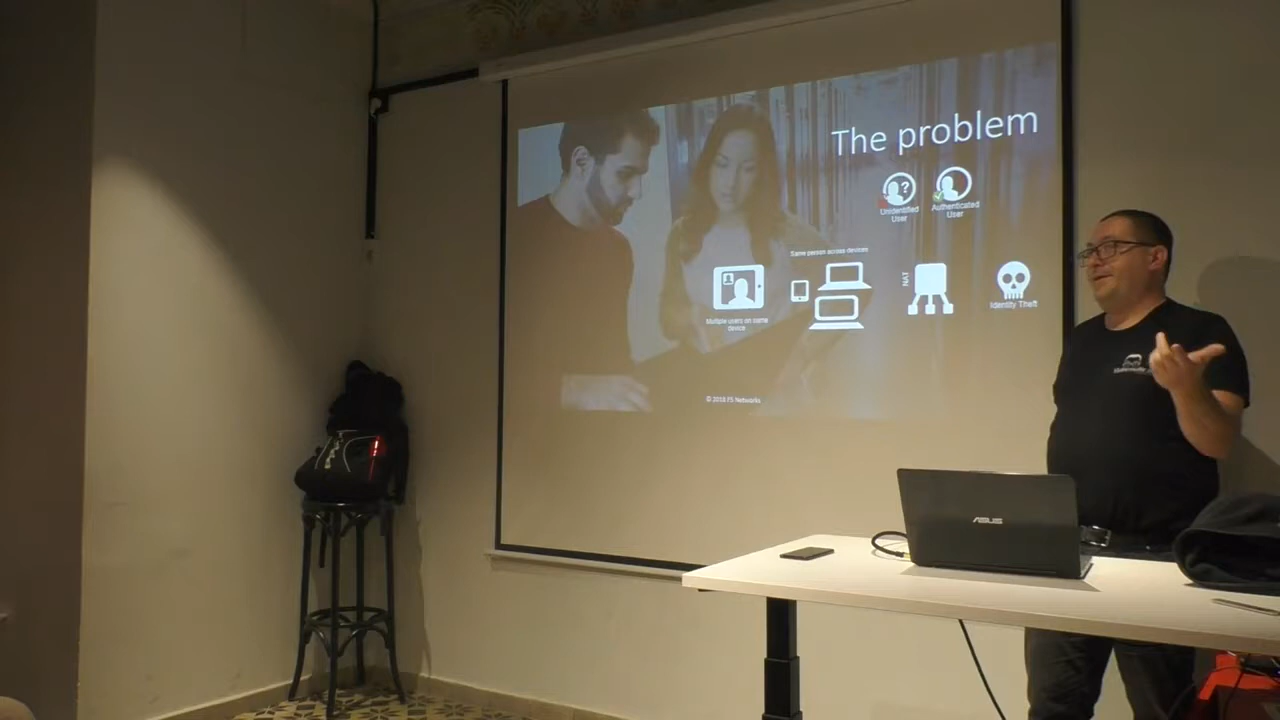 The problem
Unidentified
User
Authenticated
User
Same person across devices
Multiple users on same
device
NAT
Identity Theft
© 2018 F5 Networks
ASUS